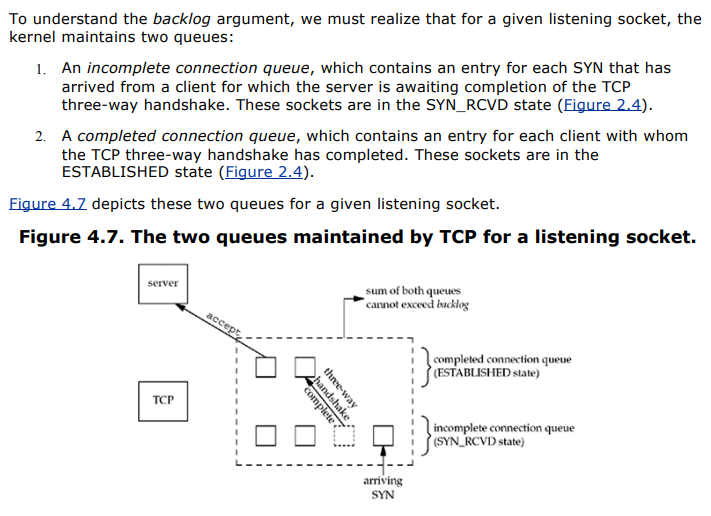 To understand the backlog argument, we must realize that for a given listening socket, the
kernel maintains two queues:
1. An incomplete connection queue, which contains an entry for each SYN that has
arrived from a client for which the server is awaiting completion of the TCP
three-way handshake. These sockets are in the SYN_RCVD state (Figure 2.4).
2. A completed connection queue, which contains an entry for each client with whom
the TCP three-way handshake has completed. These sockets are in the
ESTABLISHED state (Figure 2.4).
Figure 4.7 depicts these two queues for a given listening socket.
Figure 4.7. The two queues maintained by TCP for a listening socket.
server
sum of both queues
cannot exceed backlog
accept
completed connection queue
(ESTABLISHED state)
three-way
handshake
complete
TCP
incomplete connection queue
(SYN_RCVD state)
arriving
SYN